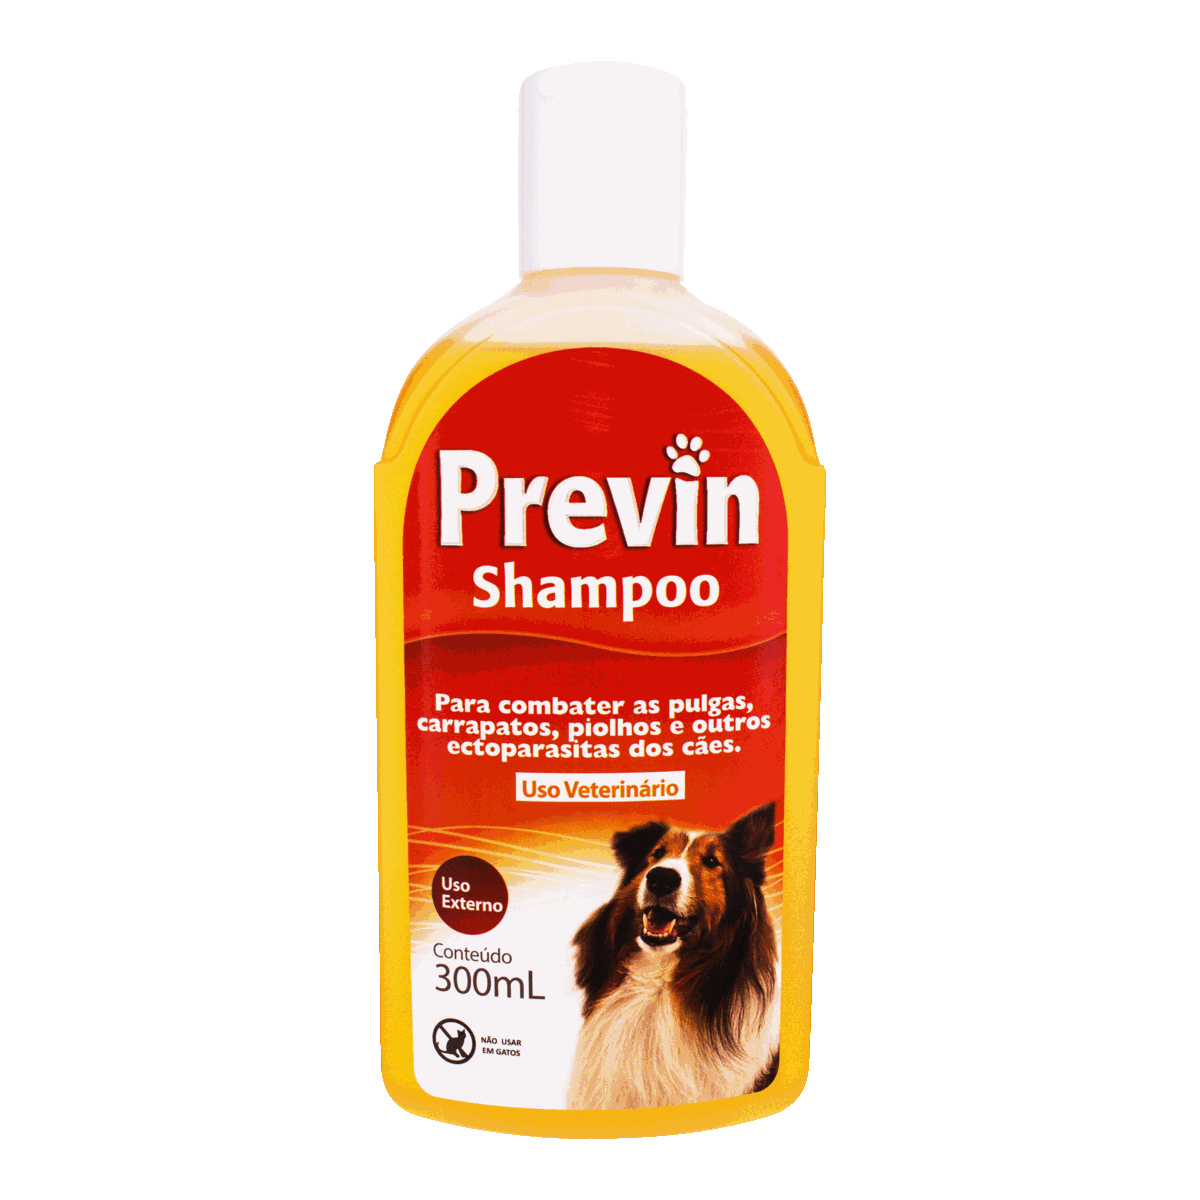 Previn
Shampoo
Para combater as pulgas,
carrapatos, piolhos e outros
ectoparasitas dos cães.
Uso Veterinário
Uso
Externo
Conteúdo
300mL
NÃO USAR
EM GATOS